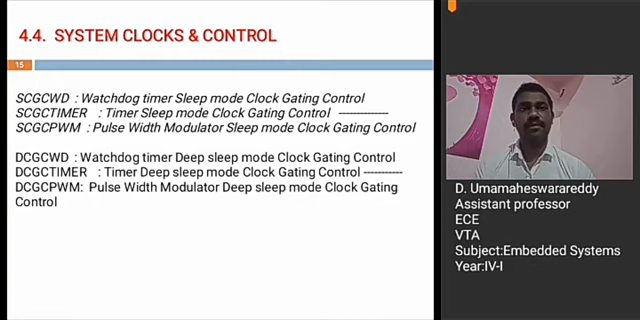 4.4. SYSTEM CLOCKS & CONTROL
15
SCGCWD : Watchdog timer Sleep mode Clock Gating Control
SCGCTIMER : Timer Sleep mode Clock Gating Control --------------
SCGCPWM : Pulse Width Modulator Sleep mode Clock Gating Control
DCGCWD : Watchdog timer Deep sleep mode Clock Gating Control
DCGCTIMER : Timer Deep sleep mode Clock Gating Control -----------
DCGCPWM: Pulse Width Modulator Deep sleep mode Clock Gating
Control
D. Umamaheswarareddy
Assistant professor
ECE
VTA
Subject:Embedded Systems
Year:IV-I